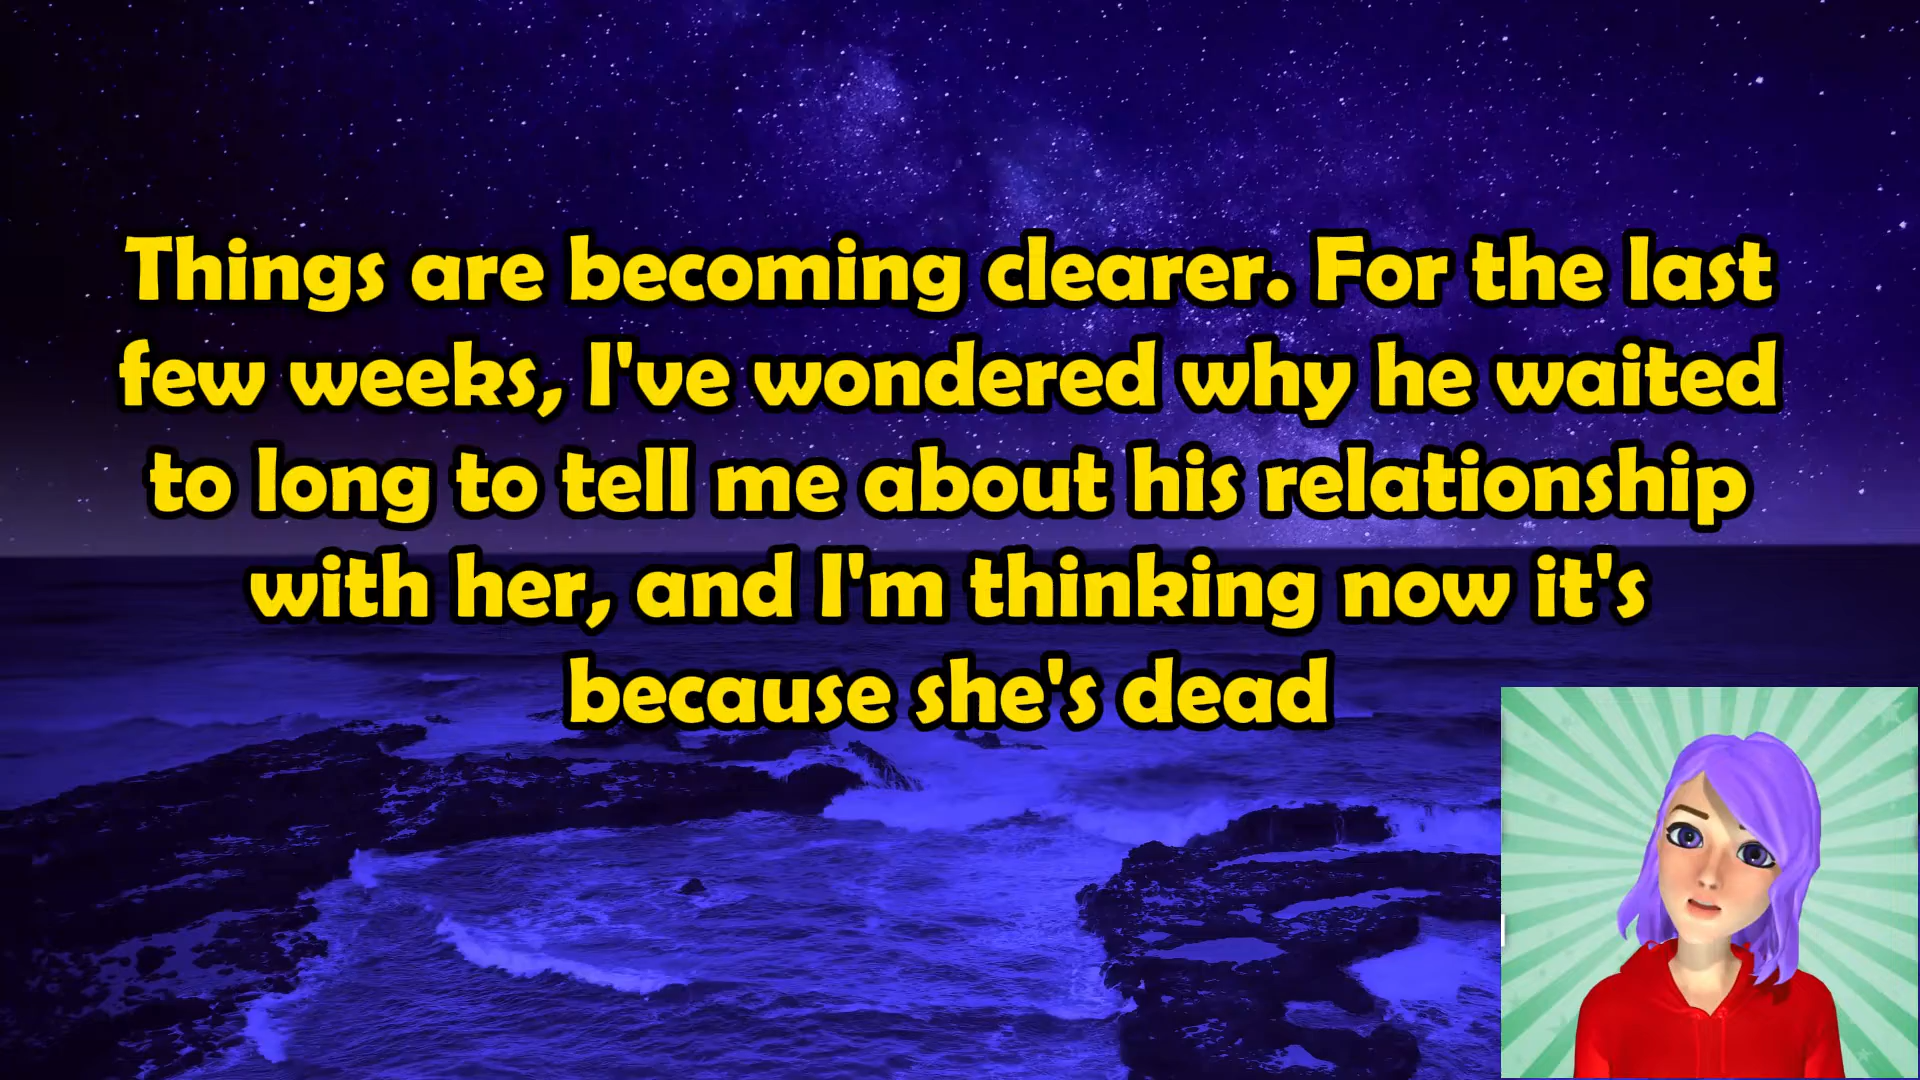 Things are becoming clearer. For the last
few weeks, I've wondered why he waited
to long to tell me about his relationship
with her, and I'm thinking now it's
because she's dead